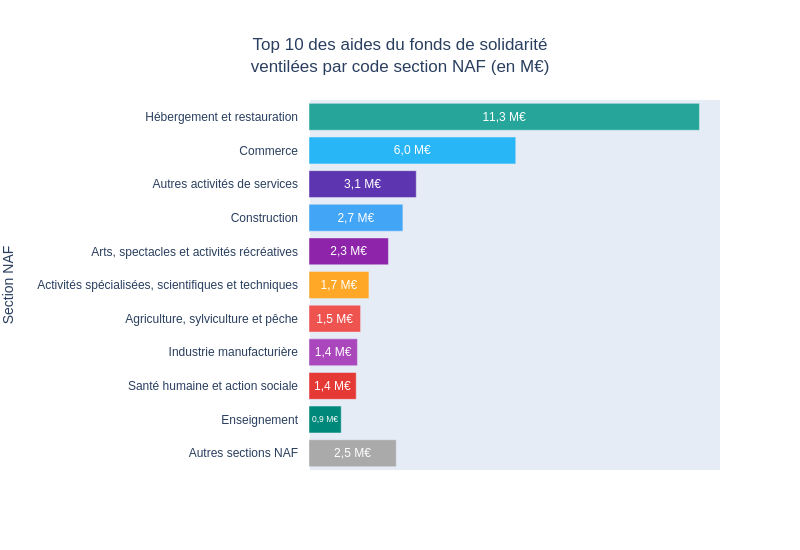 Top 10 des aides du fonds de solidarité
ventilées par code section NAF (en M€)
Section NAF
Hébergement et restauration 11,3 M€
Commerce 6,0 M€
Autres activités de services 3,1 M€
Construction 2,7 M€
Arts, spectacles et activités récréatives 2,3 M€
Activités spécialisées, scientifiques et techniques 1,7 M€
Agriculture, sylviculture et pêche 1,5 M€
Industrie manufacturière 1,4 M€
Santé humaine et action sociale 1,4 M€
Enseignement 0,9 M€
Autres sections NAF 2,5 M€